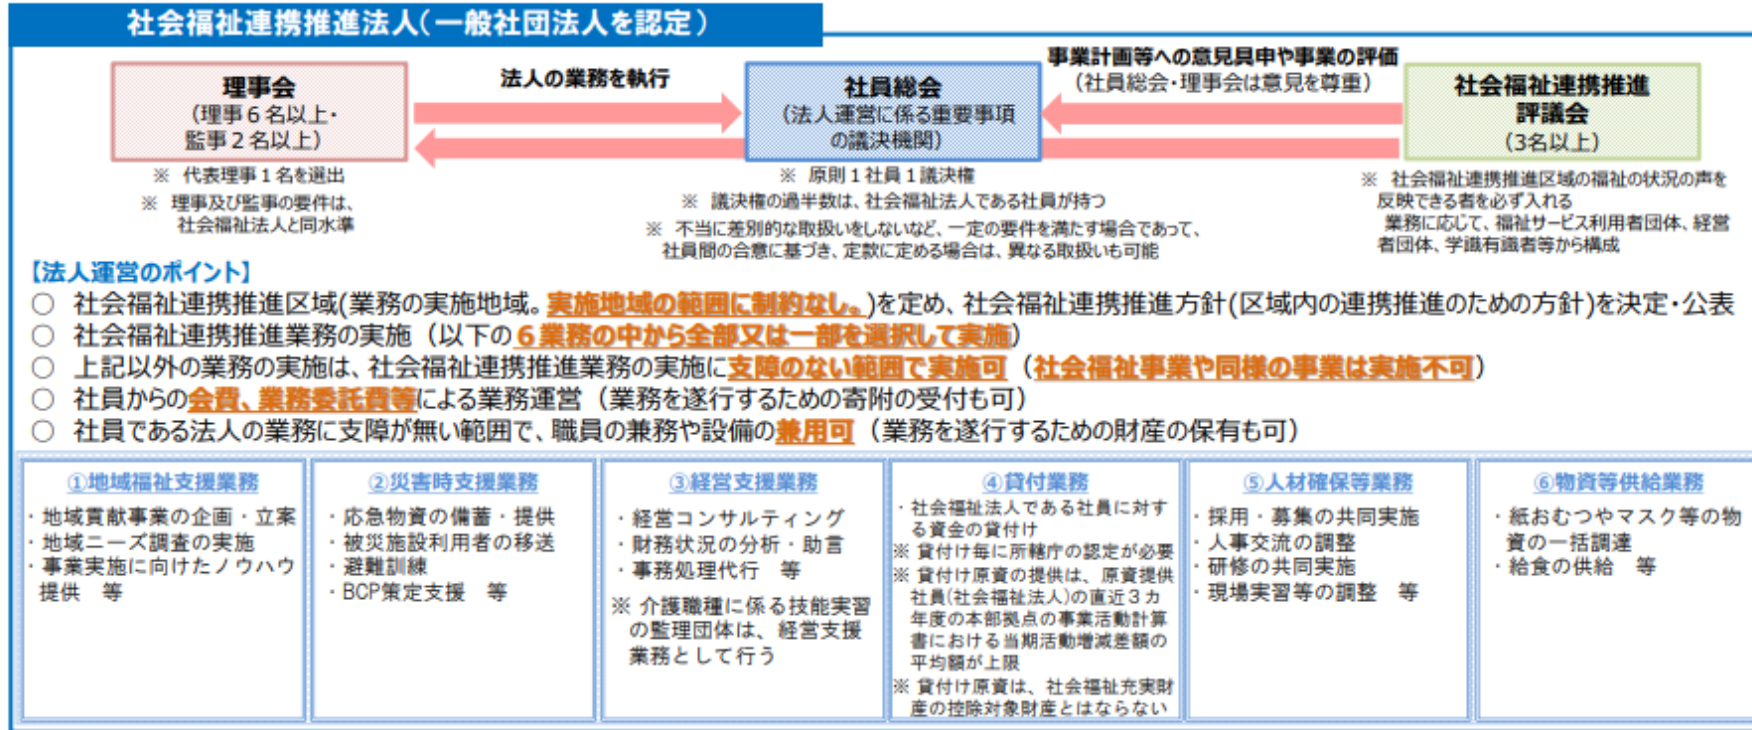 社会福祉連携推進法人(一般社団法人を認定)
理事会
(理事6名以上・
監事2名以上)
※ 代表理事1名を選出
※ 理事及び監事の要件は、
社会福祉法人と同水準
法人の業務を執行
社員総会
(法人運営に係る重要事項
の議決機関)
※ 原則1社員1議決権
※ 議決権の過半数は、社会福祉法人である社員が持つ
※ 不当に差別的な取扱いをしないなど、一定の要件を満たす場合であって、
社員間の合意に基づき、定款に定める場合は、異なる取扱いも可能
事業計画等への意見具申や事業の評価
(社員総会・理事会は意見を尊重)
社会福祉連携推進
評議会
(3名以上)
※ 社会福祉連携推進区域の福祉の状況の声を
反映できる者を必ず入れる
業務に応じて、福祉サービス利用者団体、経営
者団体、学識有識者等から構成
【法人運営のポイント】
○ 社会福祉連携推進区域(業務の実施地域。実施地域の範囲に制約なし。)を定め、社会福祉連携推進方針(区域内の連携推進のための方針)を決定・公表
○ 社会福祉連携推進業務の実施(以下の6業務の中から全部又は一部を選択して実施)
○ 上記以外の業務の実施は、社会福祉連携推進業務の実施に支障のない範囲で実施可(社会福祉事業や同様の事業は実施不可)
○ 社員からの会費、業務委託費等による業務運営(業務を遂行するための寄附の受付も可)
○ 社員である法人の業務に支障が無い範囲で、職員の兼務や設備の兼用可(業務を遂行するための財産の保有も可)
①地域福祉支援業務
・地域貢献事業の企画・立案
・地域ニーズ調査の実施
・事業実施に向けたノウハウ
提供 等
②災害時支援業務
・応急物資の備蓄・提供
・被災施設利用者の移送
・避難訓練
・BCP策定支援 等
③経営支援業務
・経営コンサルティング
・財務状況の分析・助言
・事務処理代行 等
※ 介護職種に係る技能実習
の監理団体は、経営支援
業務として行う
④貸付業務
・社会福祉法人である社員に対す
る資金の貸付け
※ 貸付け毎に所轄庁の認定が必要
※ 貸付け原資の提供は、原資提供
社員(社会福祉法人)の直近3カ
年度の本部拠点の事業活動計算
書における当期活動増減差額の
平均額が上限
※ 貸付け原資は、社会福祉充実財
産の控除対象財産とはならない
⑤人材確保等業務
・採用・募集の共同実施
・人事交流の調整
・研修の共同実施
・現場実習等の調整 等
⑥物資等供給業務
・紙おむつやマスク等の物
資の一括調達
・給食の供給 等